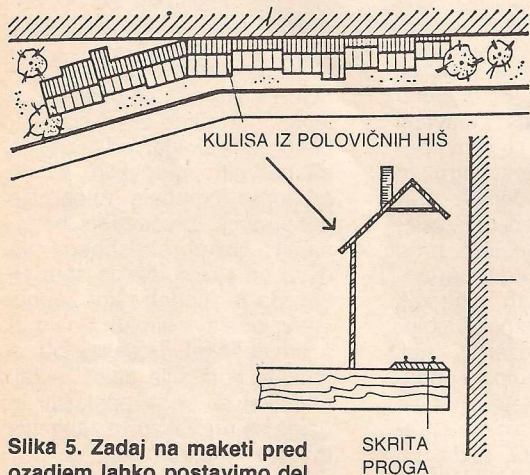 KULISA IZ POLOVIČNIH HIŠ
SKRITA
PROGA
Slika 5. Zadaj na maketi pred
ozadjem lahko postavimo del